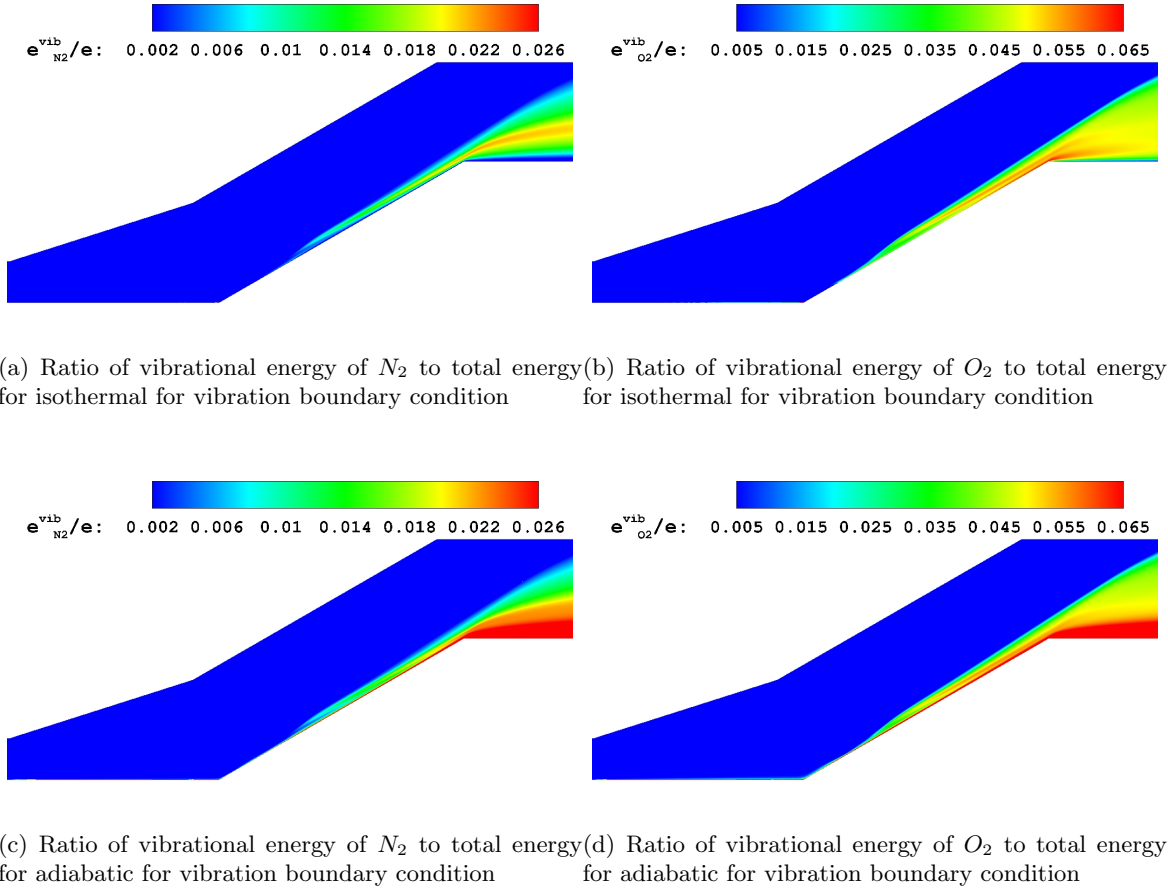 e^vib_N2/e: 0.002 0.006 0.01 0.014 0.018 0.022 0.026
e^vib_O2/e: 0.005 0.015 0.025 0.035 0.045 0.055 0.065
(a) Ratio of vibrational energy of N₂ to total energy
for isothermal for vibration boundary condition
(b) Ratio of vibrational energy of O₂ to total energy
for isothermal for vibration boundary condition
e^vib_N2/e: 0.002 0.006 0.01 0.014 0.018 0.022 0.026
e^vib_O2/e: 0.005 0.015 0.025 0.035 0.045 0.055 0.065
(c) Ratio of vibrational energy of N₂ to total energy
for adiabatic for vibration boundary condition
(d) Ratio of vibrational energy of O₂ to total energy
for adiabatic for vibration boundary condition